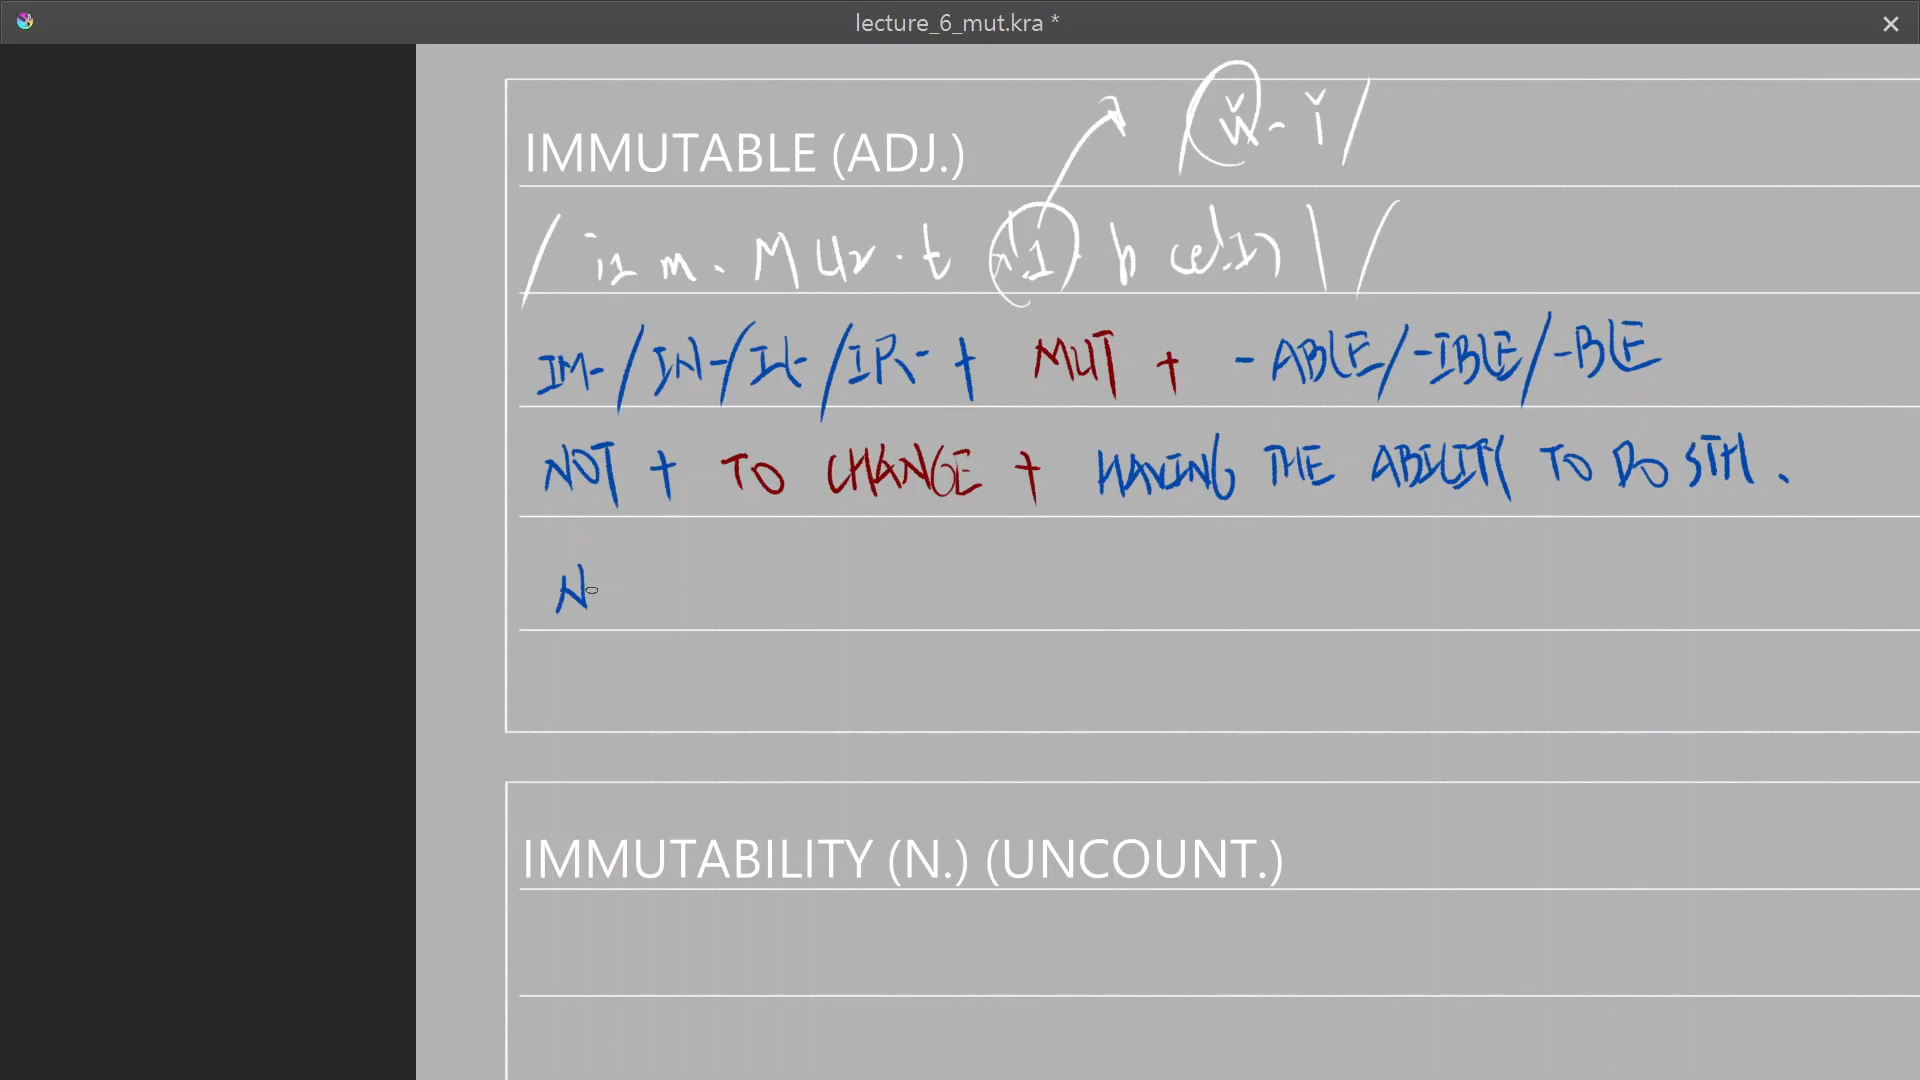 lecture_6_mut.kra *
/ŭ-ĭ/
IMMUTABLE (ADJ.)
IM-/IN-/IL-/IR- + MUT + -ABLE/-IBLE/-BLE
NOT + TO CHANGE + HAVING THE ABILITY TO DO STH.
N
IMMUTABILITY (N.) (UNCOUNT.)